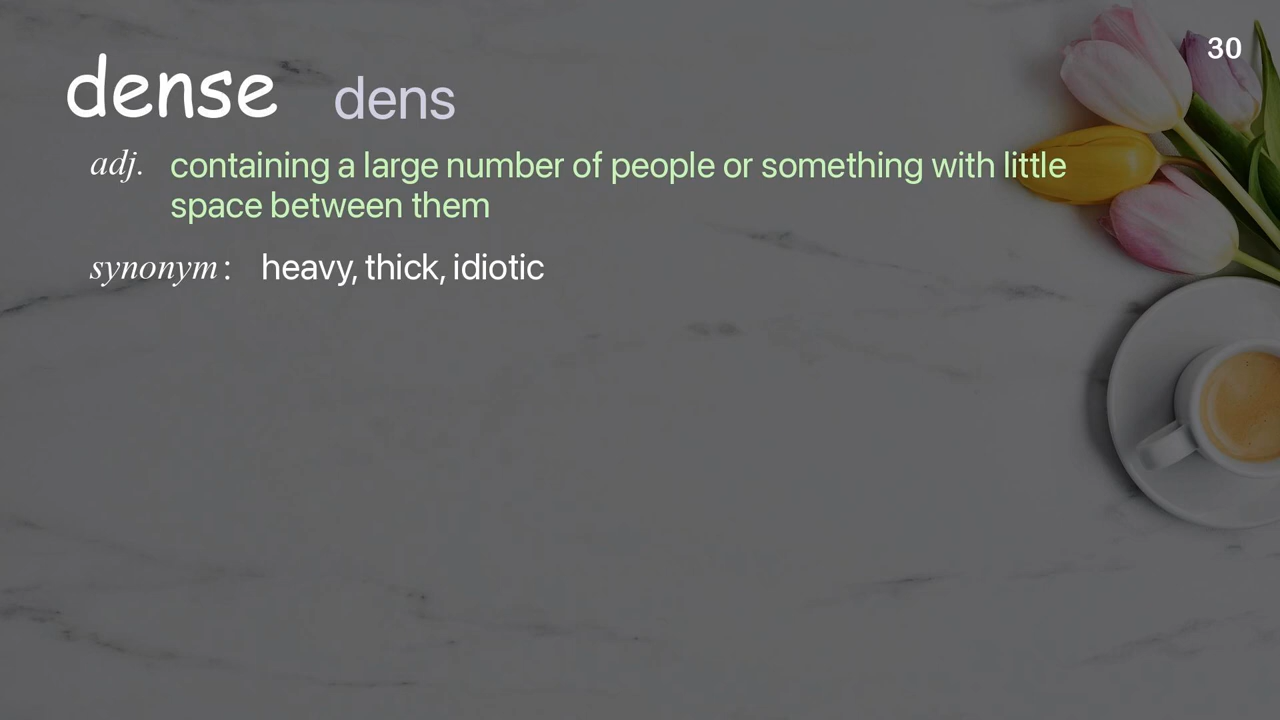 30
dense dens
adj. containing a large number of people or something with little
space between them
synonym: heavy, thick, idiotic